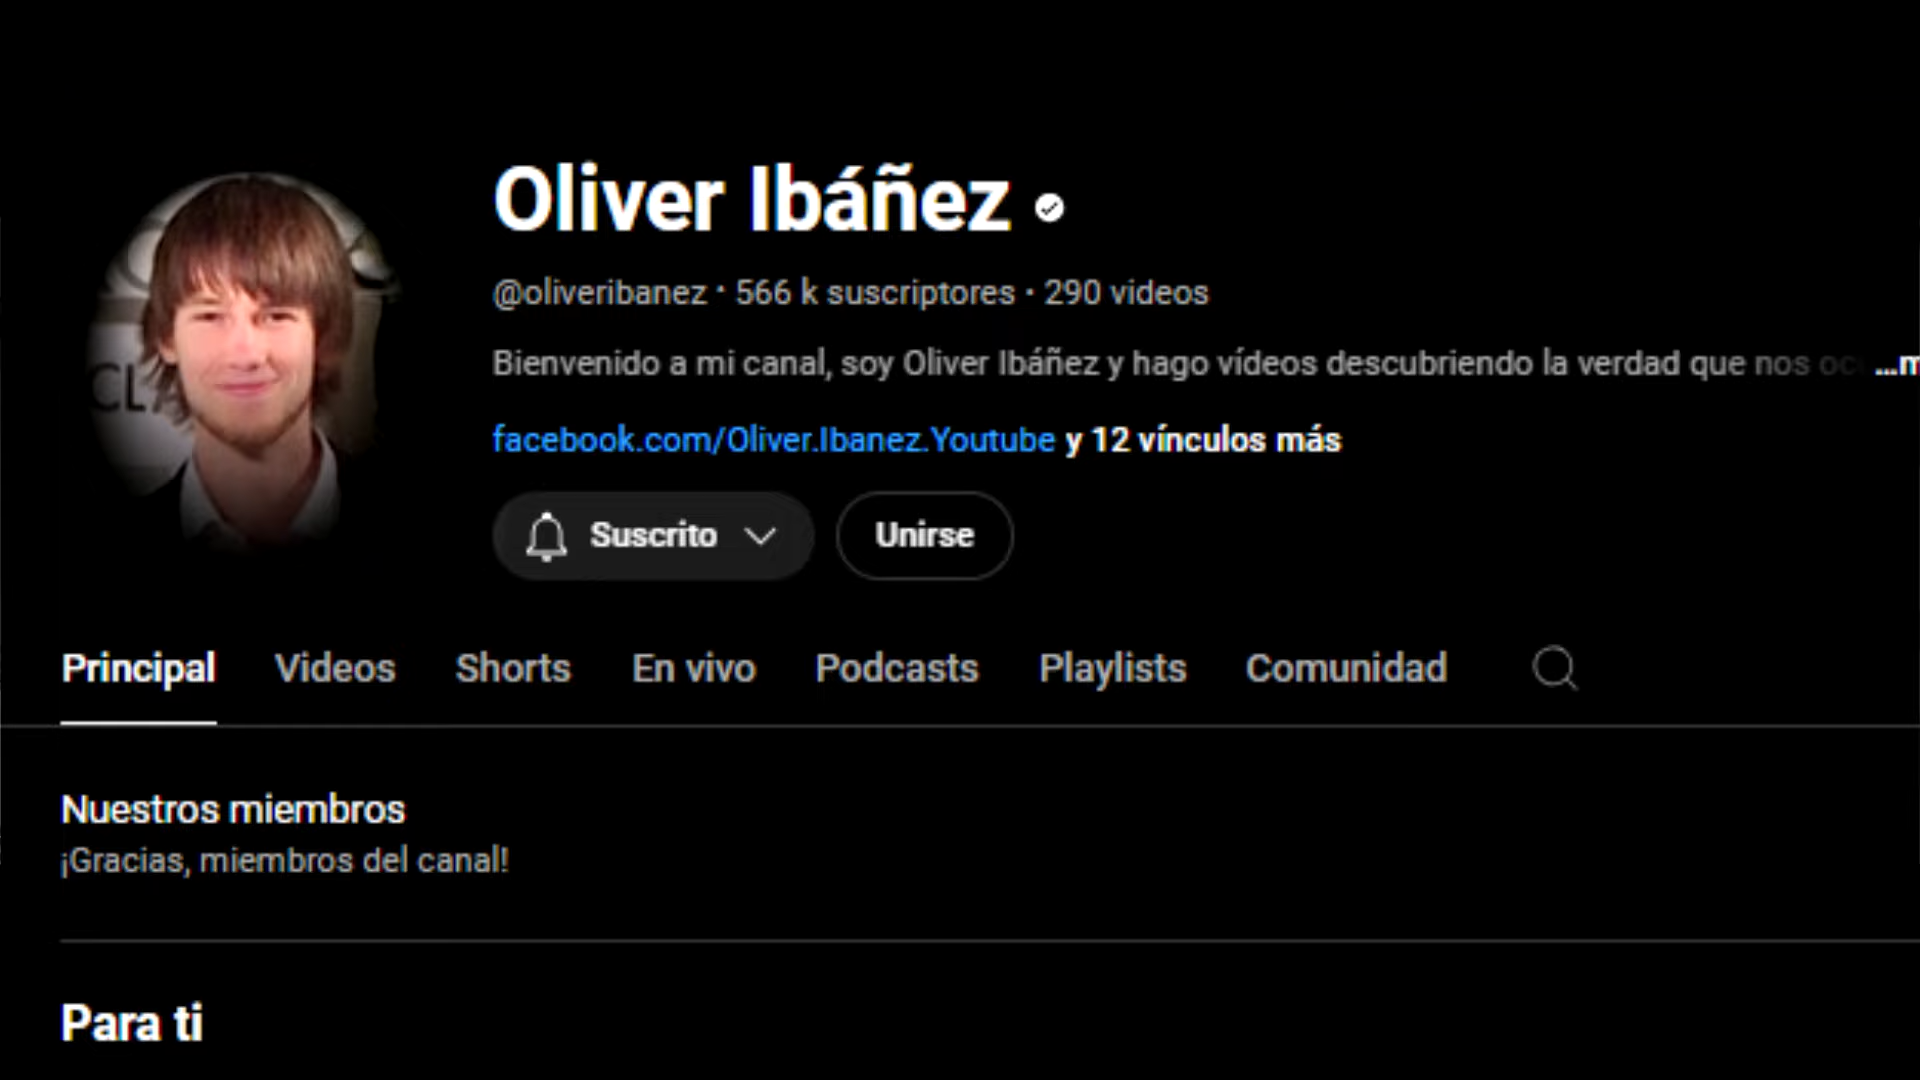 Oliver Ibáñez
@oliveribanez · 566 k suscriptores · 290 videos
Bienvenido a mi canal, soy Oliver Ibáñez y hago vídeos descubriendo la verdad que nos ...m
facebook.com/Oliver.Ibanez.Youtube y 12 vínculos más
Suscrito Unirse
Principal Videos Shorts En vivo Podcasts Playlists Comunidad
Nuestros miembros
¡Gracias, miembros del canal!
Para ti